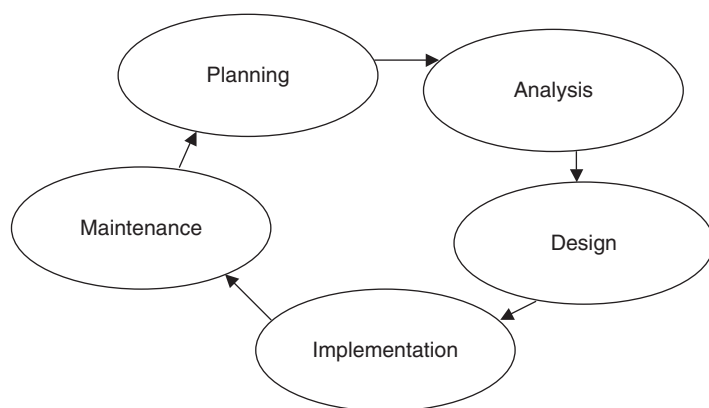 Planning
Analysis
Design
Implementation
Maintenance